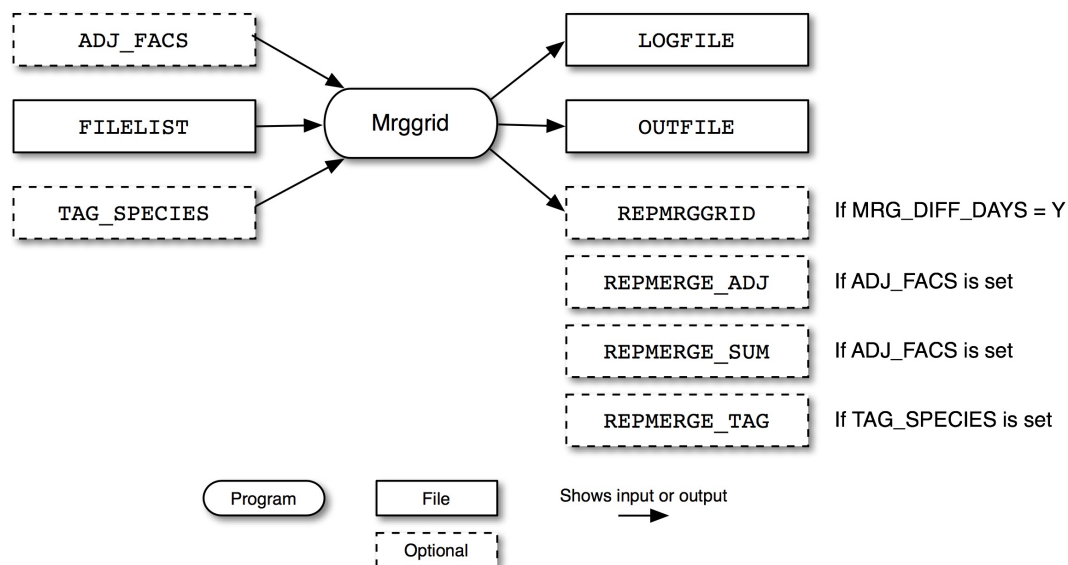 ADJ_FACS
FILELIST
TAG_SPECIES
Mrggrid
LOGFILE
OUTFILE
REPMRGGRID If MRG_DIFF_DAYS = Y
REPMERGE_ADJ If ADJ_FACS is set
REPMERGE_SUM If ADJ_FACS is set
REPMERGE_TAG If TAG_SPECIES is set
Program
File
Shows input or output
Optional